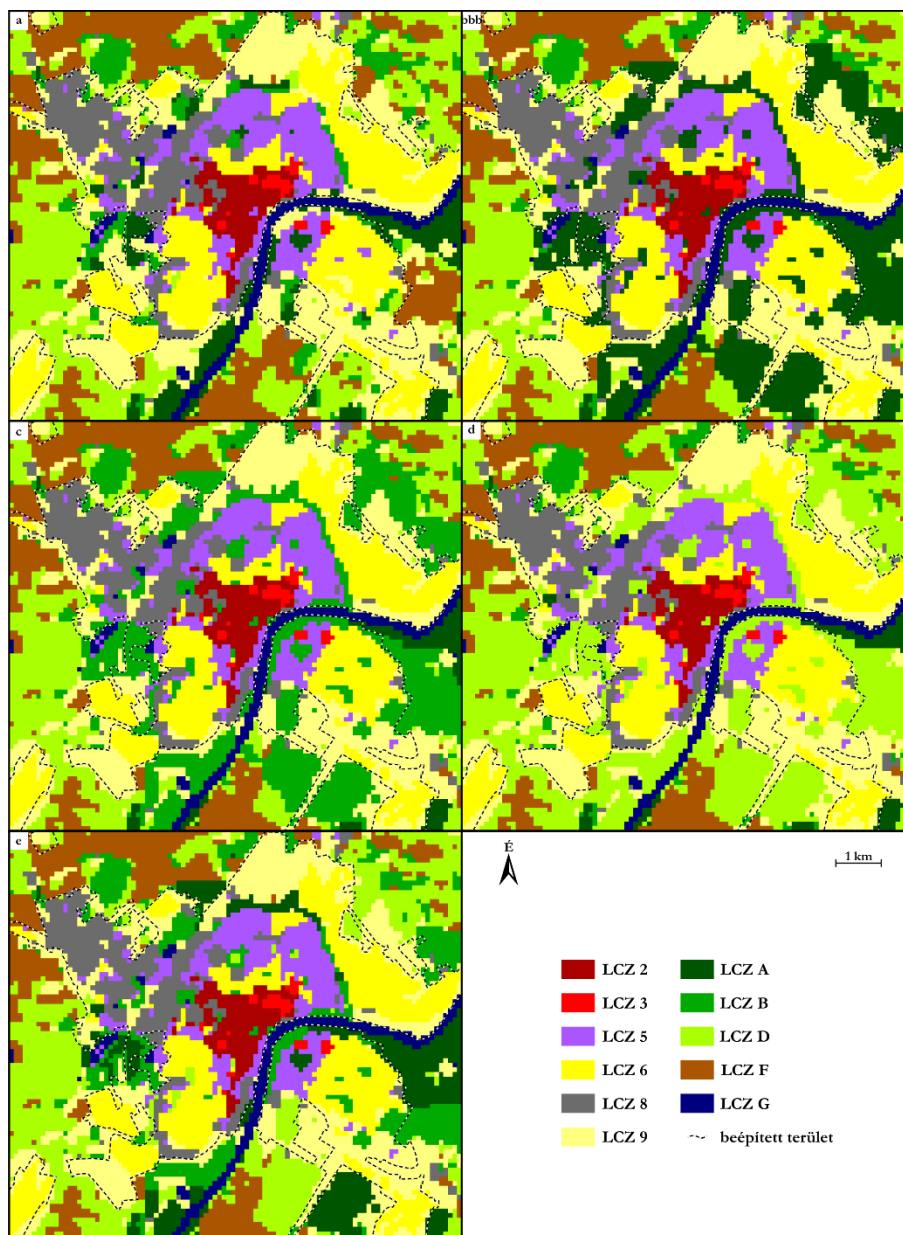 a
bbb
c
d
e
É
1 km
LCZ 2
LCZ A
LCZ 3
LCZ B
LCZ 5
LCZ D
LCZ 6
LCZ F
LCZ 8
LCZ G
LCZ 9
beépített terület